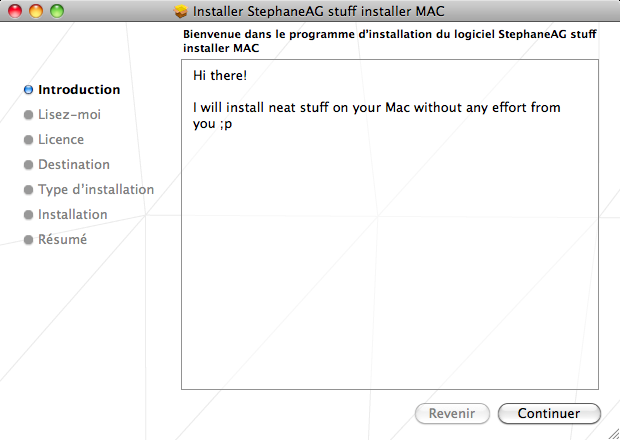 Installer StephaneAG stuff installer MAC
Bienvenue dans le programme d'installation du logiciel StephaneAG stuff
installer MAC
Introduction
Lisez-moi
Licence
Destination
Type d'installation
Installation
Résumé
Hi there!
I will install neat stuff on your Mac without any effort from
you ;p
Revenir
Continuer